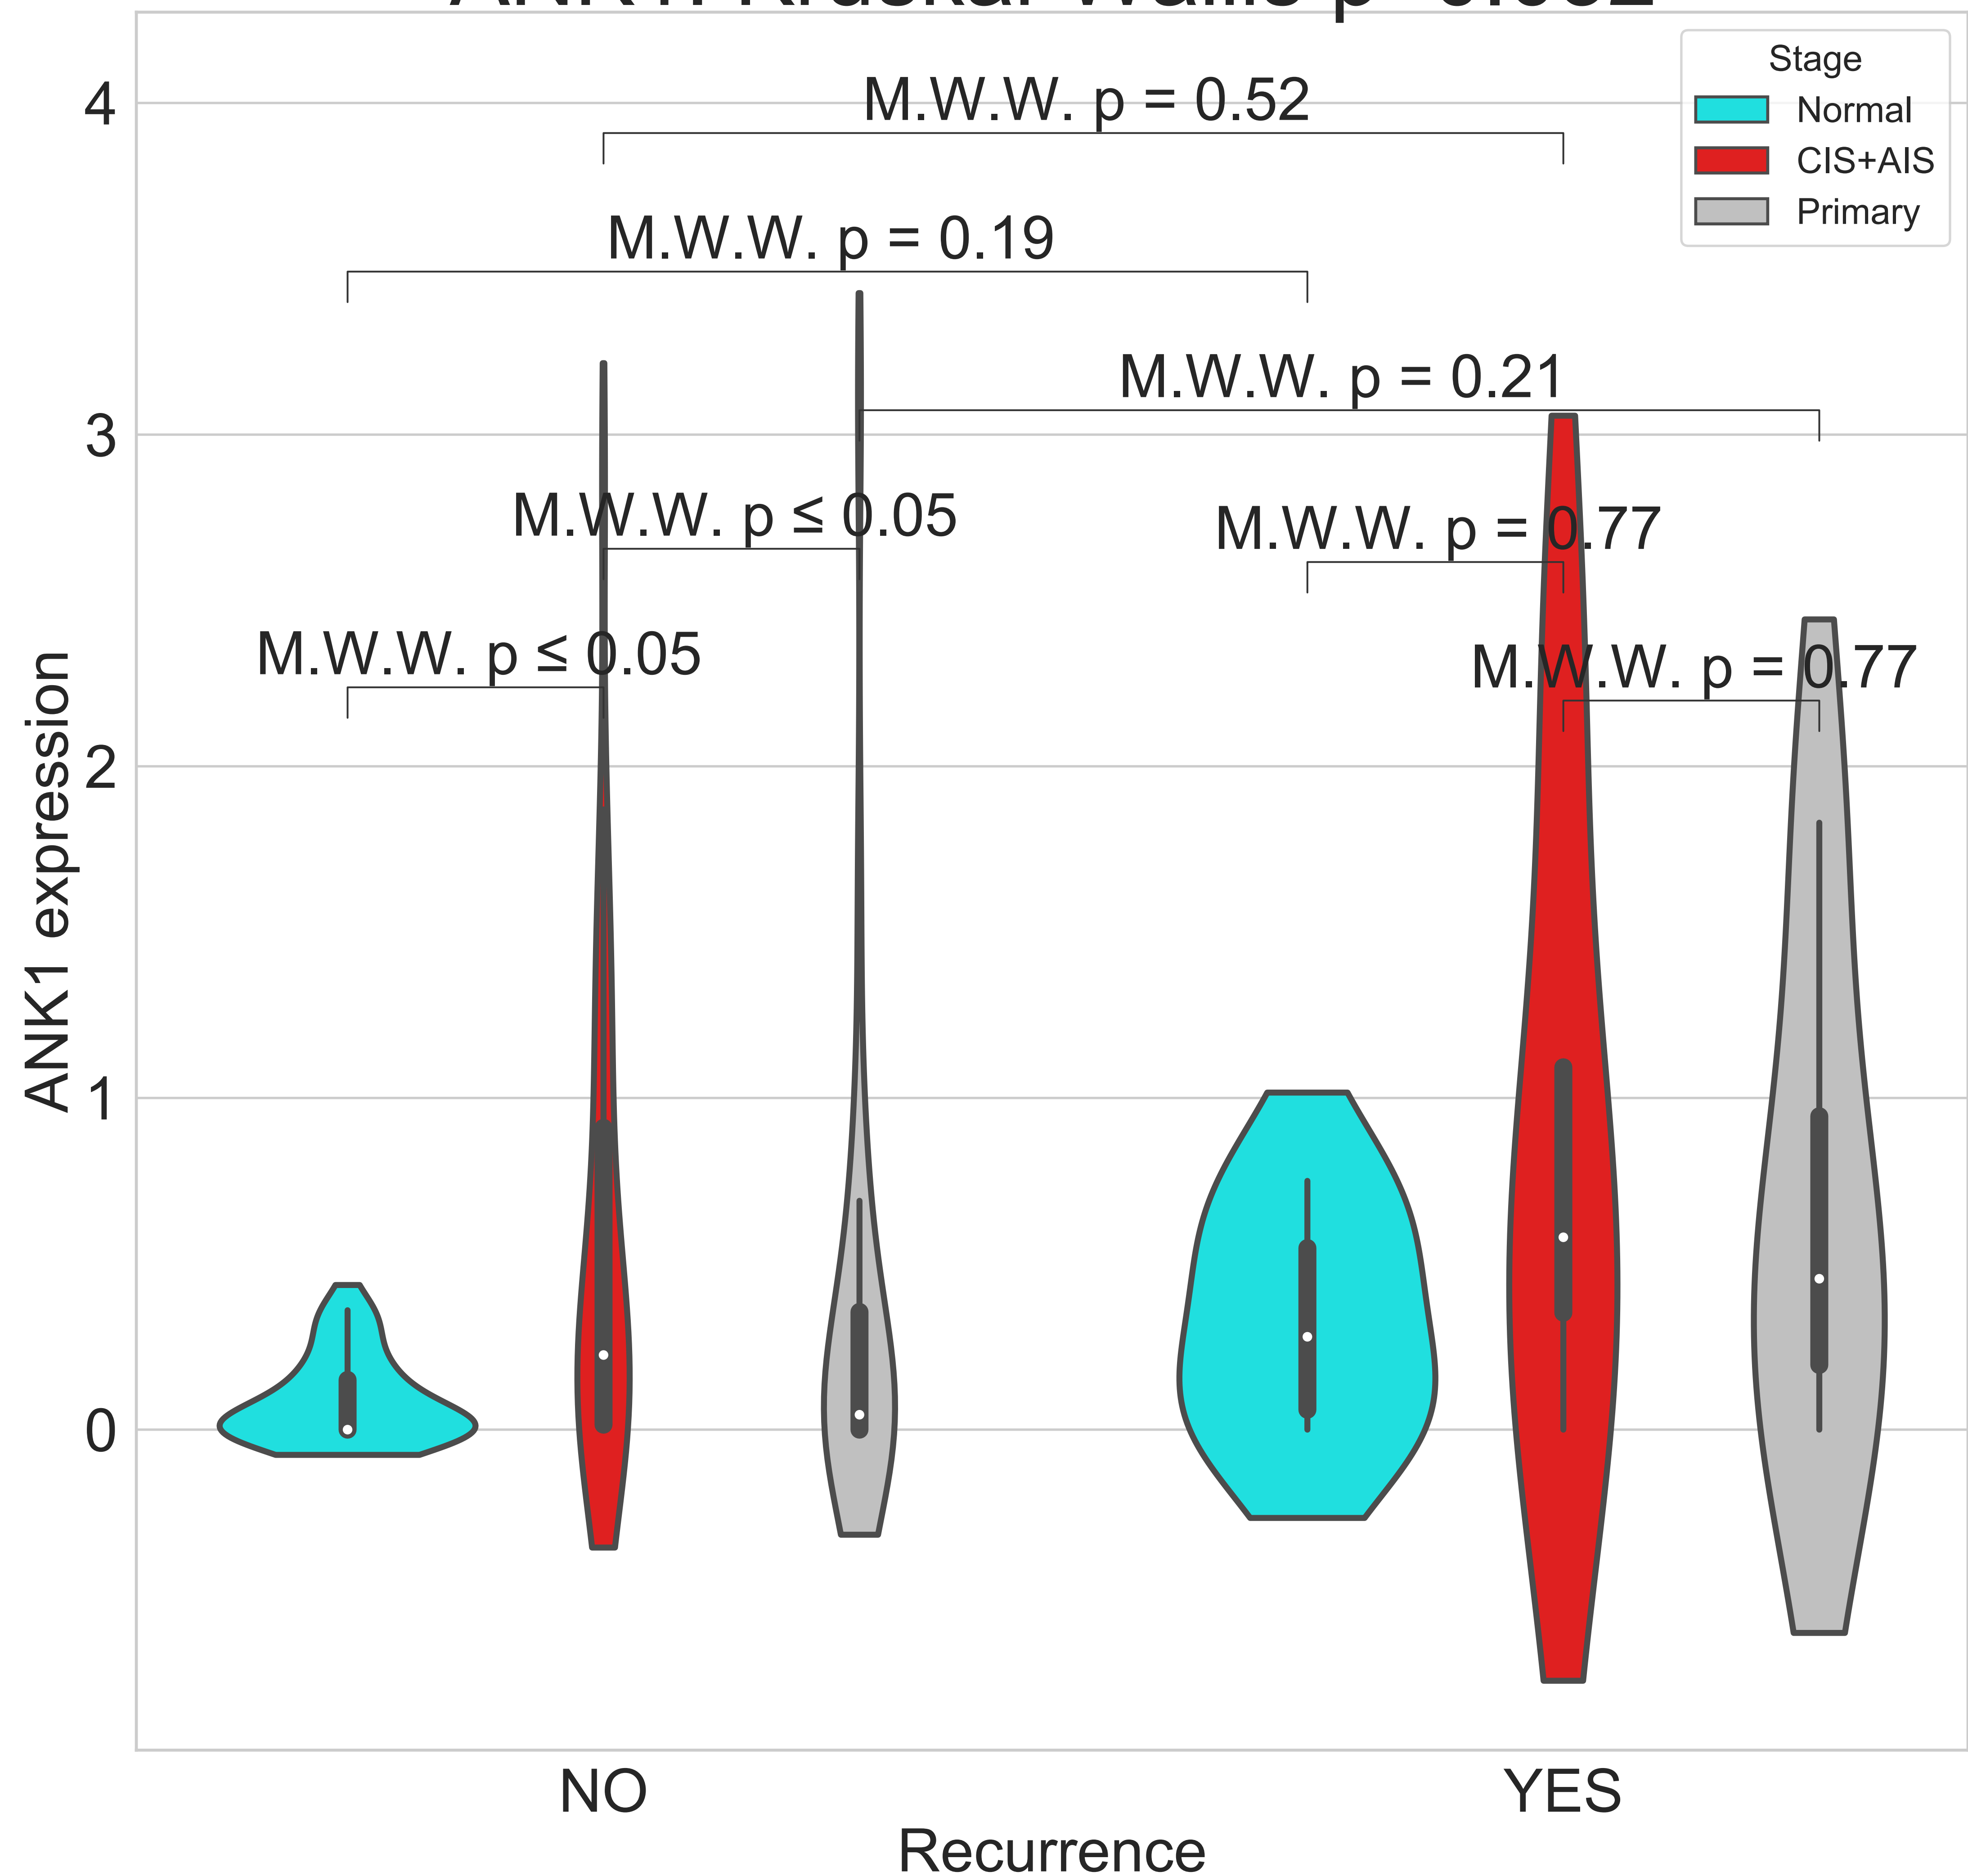 Stage
Normal
CIS+AIS
Primary
M.W.W. p = 0.52
M.W.W. p = 0.19
M.W.W. p = 0.21
M.W.W. p ≤ 0.05
M.W.W. p = 0.77
M.W.W. p ≤ 0.05
M.W.W. p = 0.77
4
3
2
1
0
ANK1 expression
NO
YES
Recurrence